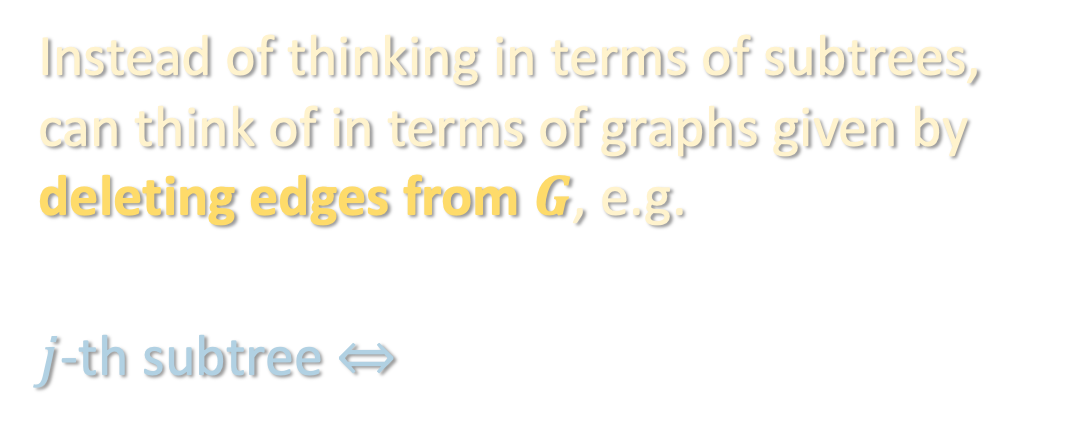 Instead of thinking in terms of subtrees,
can think of in terms of graphs given by
deleting edges from G, e.g.
j-th subtree ⇔